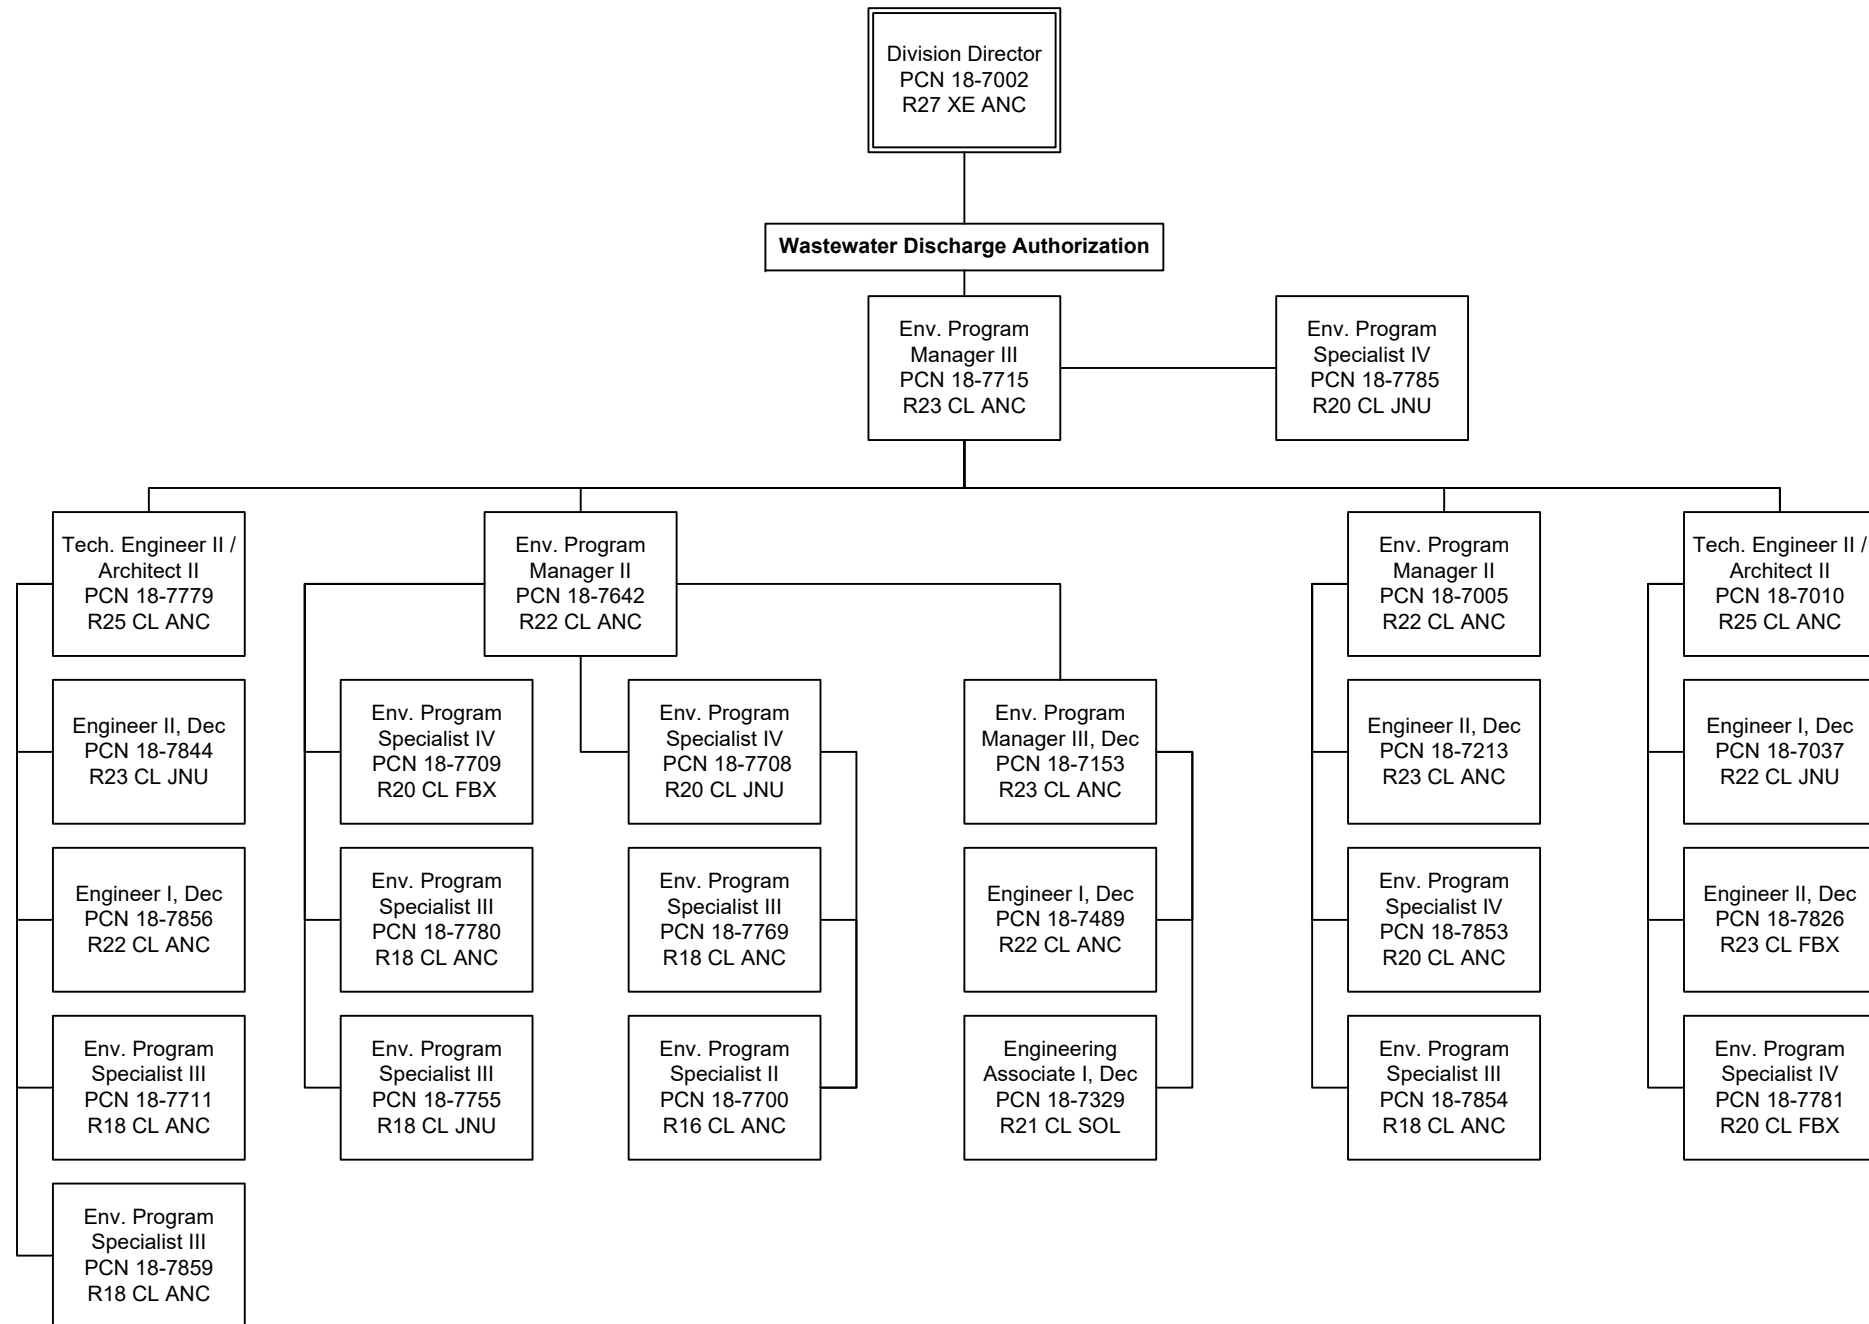 Division Director
PCN 18-7002
R27 XE ANC
Wastewater Discharge Authorization
Env. Program
Manager III
PCN 18-7715
R23 CL ANC
Env. Program
Specialist IV
PCN 18-7785
R20 CL JNU
Tech. Engineer II /
Architect II
PCN 18-7779
R25 CL ANC
Env. Program
Manager II
PCN 18-7642
R22 CL ANC
Env. Program
Manager II
PCN 18-7005
R22 CL ANC
Tech. Engineer II /
Architect II
PCN 18-7010
R25 CL ANC
Engineer II, Dec
PCN 18-7844
R23 CL JNU
Env. Program
Specialist IV
PCN 18-7709
R20 CL FBX
Env. Program
Specialist IV
PCN 18-7708
R20 CL JNU
Env. Program
Manager III, Dec
PCN 18-7153
R23 CL ANC
Engineer II, Dec
PCN 18-7213
R23 CL ANC
Engineer I, Dec
PCN 18-7037
R22 CL JNU
Engineer I, Dec
PCN 18-7856
R22 CL ANC
Env. Program
Specialist III
PCN 18-7780
R18 CL ANC
Env. Program
Specialist III
PCN 18-7769
R18 CL ANC
Engineer I, Dec
PCN 18-7489
R22 CL ANC
Env. Program
Specialist IV
PCN 18-7853
R20 CL ANC
Engineer II, Dec
PCN 18-7826
R23 CL FBX
Env. Program
Specialist III
PCN 18-7711
R18 CL ANC
Env. Program
Specialist III
PCN 18-7755
R18 CL JNU
Env. Program
Specialist II
PCN 18-7700
R16 CL ANC
Engineering
Associate I, Dec
PCN 18-7329
R21 CL SOL
Env. Program
Specialist III
PCN 18-7854
R18 CL ANC
Env. Program
Specialist IV
PCN 18-7781
R20 CL FBX
Env. Program
Specialist III
PCN 18-7859
R18 CL ANC